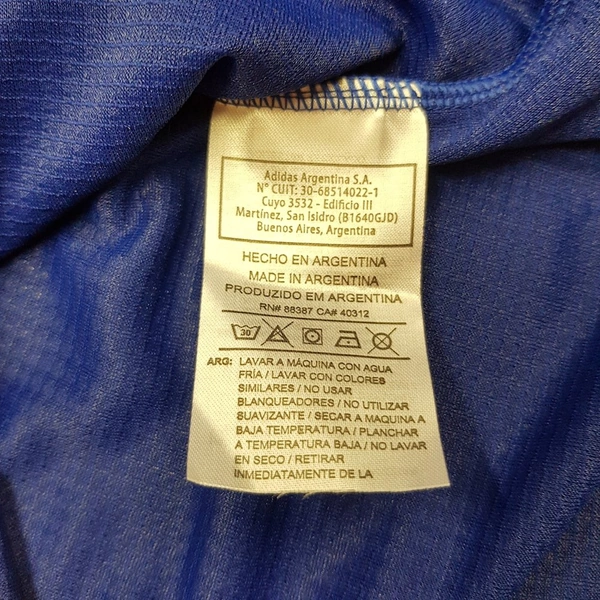 Adidas Argentina S.A.
N° CUIT: 30-68514022-1
Cuyo 3532 - Edificio III
Martínez, San Isidro (B1640GJD)
Buenos Aires, Argentina
HECHO EN ARGENTINA
MADE IN ARGENTINA
PRODUZIDO EM ARGENTINA
RN# 88387 CA# 40312
30
ARG: LAVAR A MÁQUINA CON AGUA
FRÍA / LAVAR CON COLORES
SIMILARES / NO USAR
BLANQUEADORES / NO UTILIZAR
SUAVIZANTE / SECAR A MAQUINA A
BAJA TEMPERATURA / PLANCHAR
A TEMPERATURA BAJA / NO LAVAR
EN SECO / RETIRAR
INMEDIATAMENTE DE LA